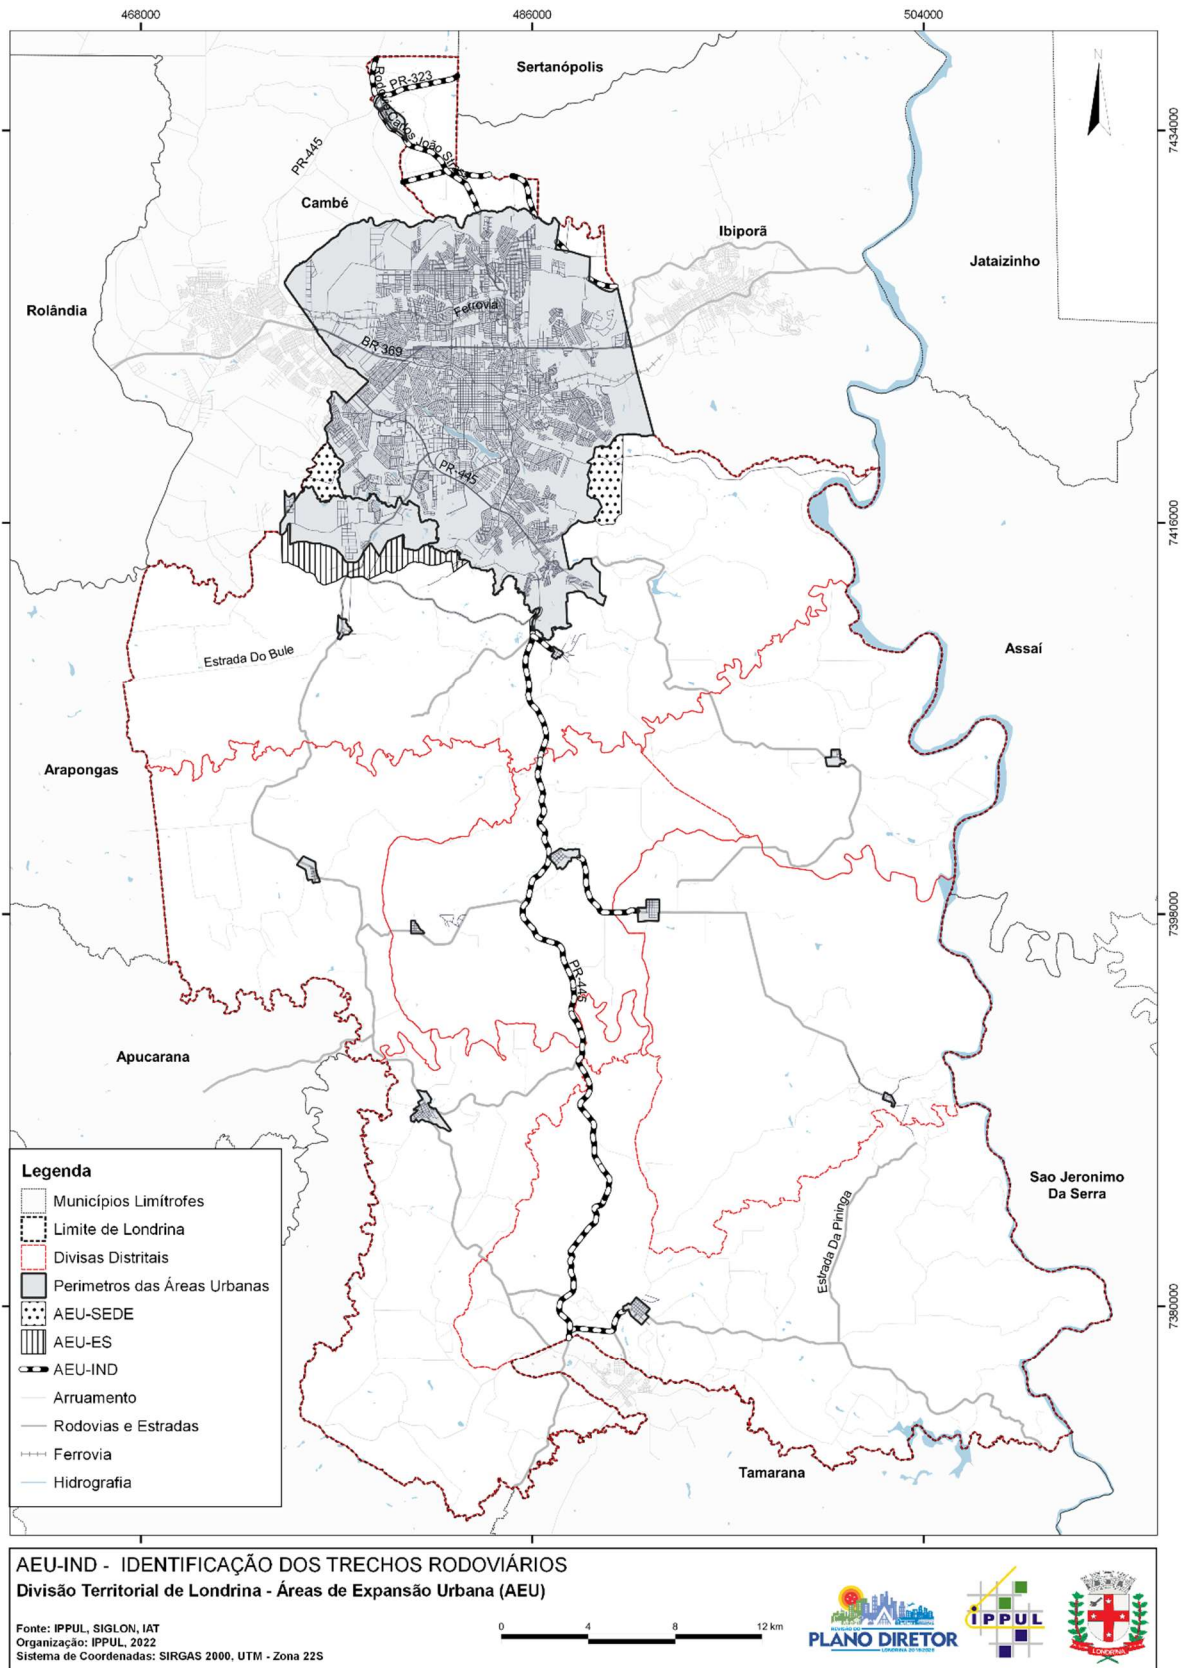 468000
486000
504000
Sertanópolis
N
PR-323
7434000
PR-445
Cambé
Ibiporã
Jataizinho
Rolândia
Ferrovia
BR 369
PR-445
7416000
Assaí
Estrada Do Bule
Arapongas
7398000
PR-445
Apucarana
Legenda
Municípios Limítrofes
Limite de Londrina
Divisas Distritais
Perimetros das Áreas Urbanas
AEU-SEDE
AEU-ES
AEU-IND
Arruamento
Rodovias e Estradas
Ferrovia
Hidrografia
Sao Jeronimo
Da Serra
Estrada Da Pininga
7380000
Tamarana
AEU-IND - IDENTIFICAÇÃO DOS TRECHOS RODOVIÁRIOS
Divisão Territorial de Londrina - Áreas de Expansão Urbana (AEU)
Fonte: IPPUL, SIGLON, IAT
Organização: IPPUL, 2022
Sistema de Coordenadas: SIRGAS 2000, UTM - Zona 22S
0 4 8 12 km
PLANO DIRETOR
IPPUL
LONDRINA